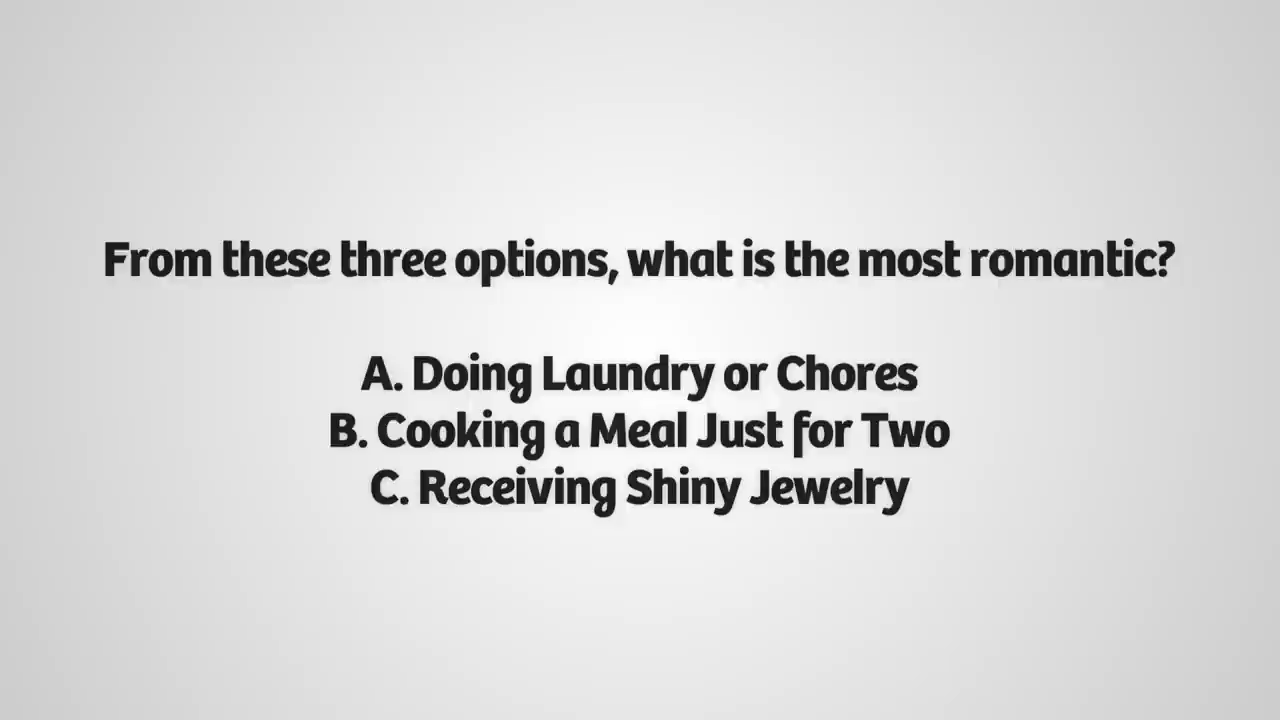 From these three options, what is the most romantic?
A. Doing Laundry or Chores
B. Cooking a Meal Just for Two
C. Receiving Shiny Jewelry